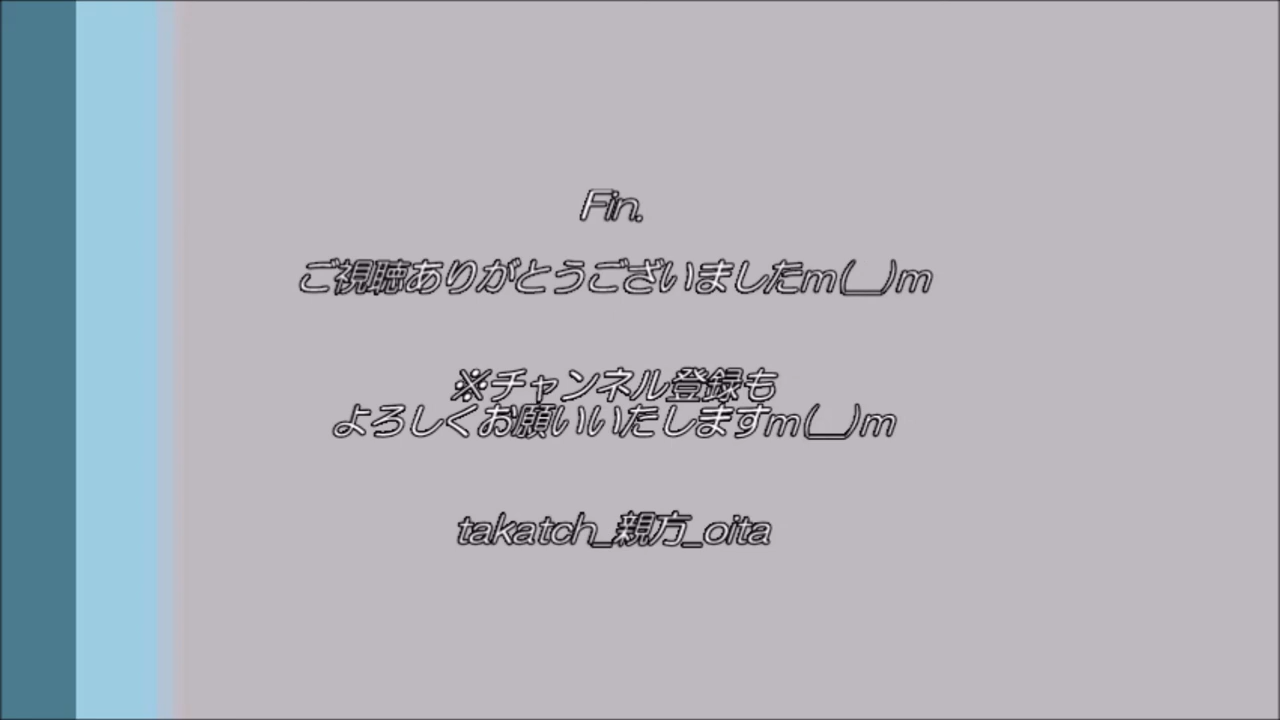 Fin.
ご視聴ありがとうございましたm(__)m
※チャンネル登録も
よろしくお願いいたしますm(__)m
takatch_親方_oita